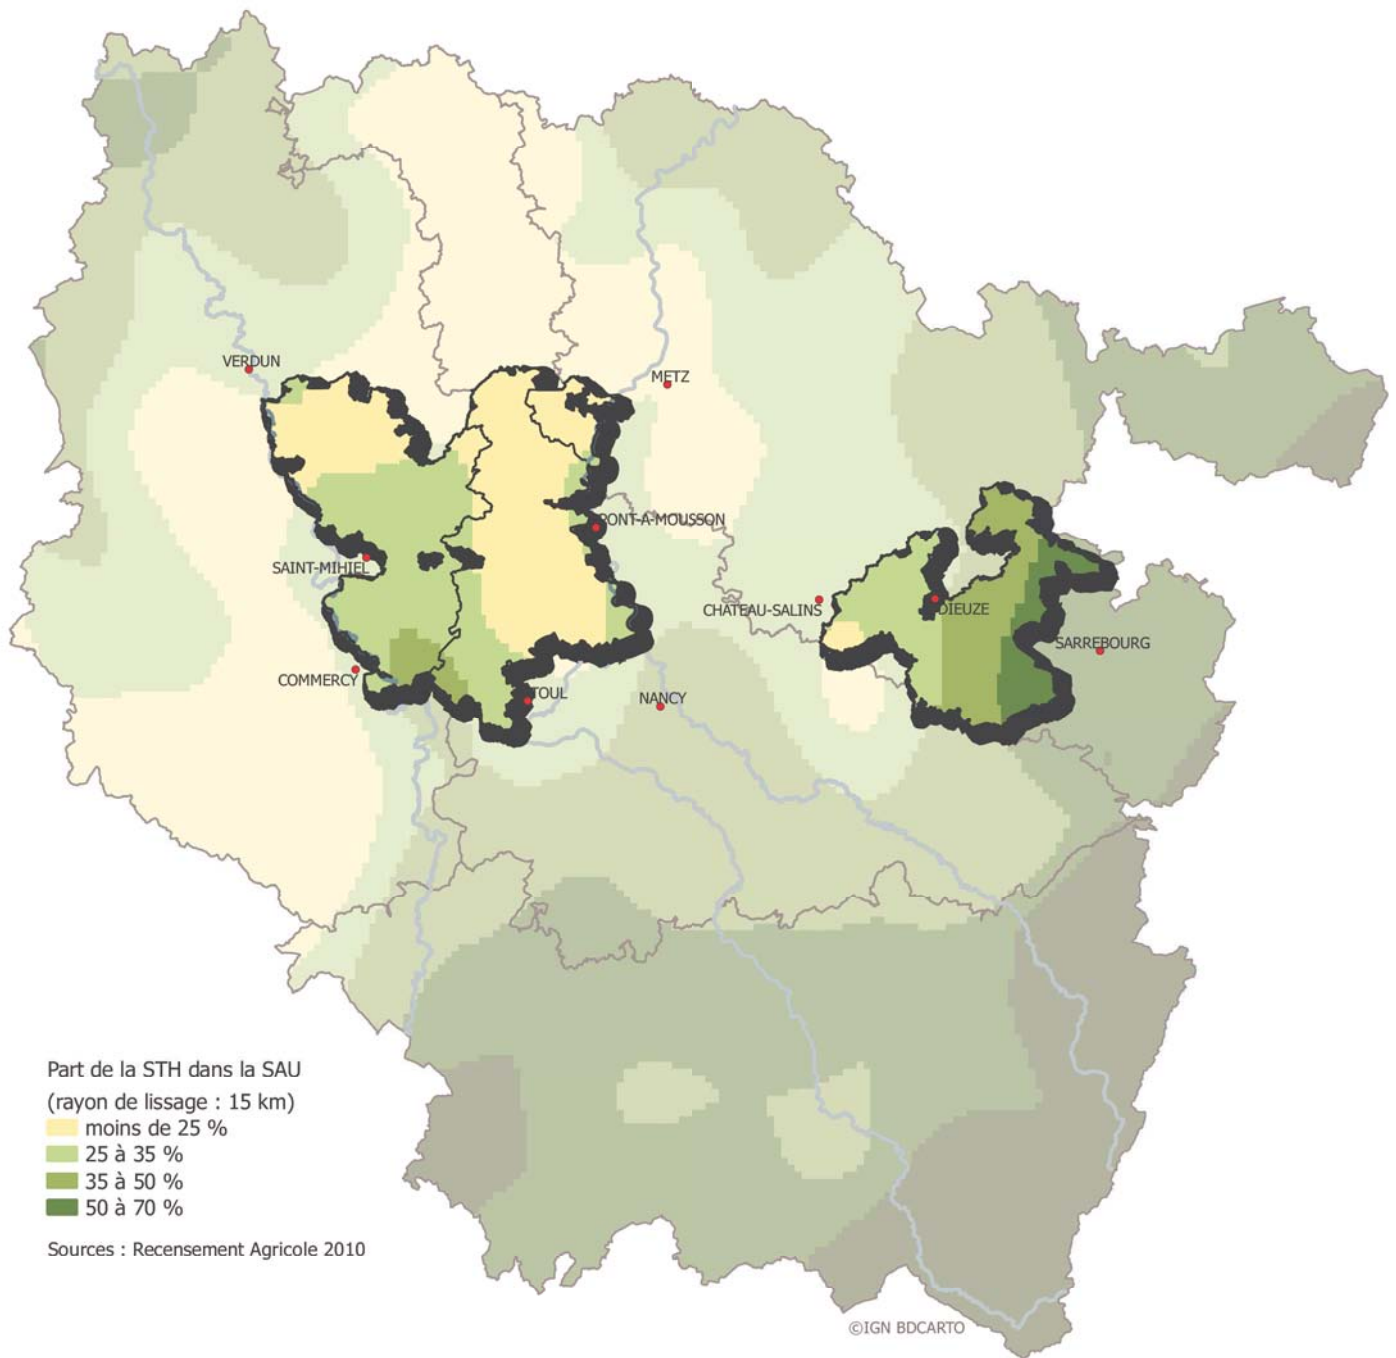 VERDUN
METZ
PONT-A-MOUSSON
SAINT-MIHIEL
CHATEAU-SALINS
DIEUZE
SARREBOURG
COMMERCY
TOUL
NANCY
Part de la STH dans la SAU
(rayon de lissage : 15 km)
moins de 25 %
25 à 35 %
35 à 50 %
50 à 70 %
Sources : Recensement Agricole 2010
©IGN BDCARTO